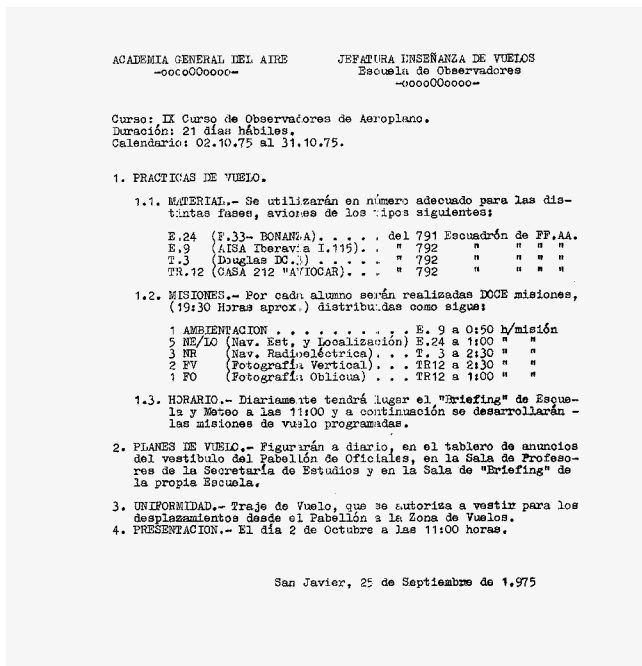 ACADEMIA GENERAL DEL AIRE
-oooo000oooo-
JEFATURA ENSEÑANZA DE VUELOS
Escuela de Observadores
-oooo000oooo-
Curso: IX Curso de Observadores de Aeroplano.
Duración: 21 días hábiles.
Calendario: 02.10.75 al 31.10.75.
1. PRACTICAS DE VUELO.
1.1. MATERIAL.- Se utilizarán en número adecuado para las dis-
tintas fases, aviones de los tipos siguientes:
E.24 (F.33- BONANZA). . . . . del 791 Escuadrón de FF.AA.
E.9 (AISA Iberavia I.115). . " 792 " " " "
T.3 (Douglas DC.3) . . . . . " 792 " " " "
TR.12 (CASA 212 "AVIOCAR). . . " 792 " " " "
1.2. MISIONES.- Por cada alumno serán realizadas DOCE misiones,
(19:30 Horas aprox.) distribuidas como sigue:
1 AMBIENTACION . . . . . . . . . . E. 9 a 0:50 h/misión
5 NE/LO (Nav. Est. y Localización) E.24 a 1:00 " "
3 NR (Nav. Radioeléctrica). . . T. 3 a 2:30 " "
2 FV (Fotografía Vertical). . . TR12 a 2:30 " "
1 FO (Fotografía Oblicua) . . . TR12 a 1:00 " "
1.3. HORARIO.- Diariamente tendrá lugar el "Briefing" de Escue-
la y Meteo a las 11:00 y a continuación se desarrollarán -
las misiones de vuelo programadas.
2. PLANES DE VUELO.- Figurarán a diario, en el tablero de anuncios
del vestíbulo del Pabellón de Oficiales, en la Sala de Profeso-
res de la Secretaría de Estudios y en la Sala de "Briefing" de
la propia Escuela.
3. UNIFORMIDAD.- Traje de Vuelo, que se autoriza a vestir para los
desplazamientos desde el Pabellón a la Zona de Vuelos.
4. PRESENTACION.- El día 2 de Octubre a las 11:00 horas.
San Javier, 25 de Septiembre de 1.975